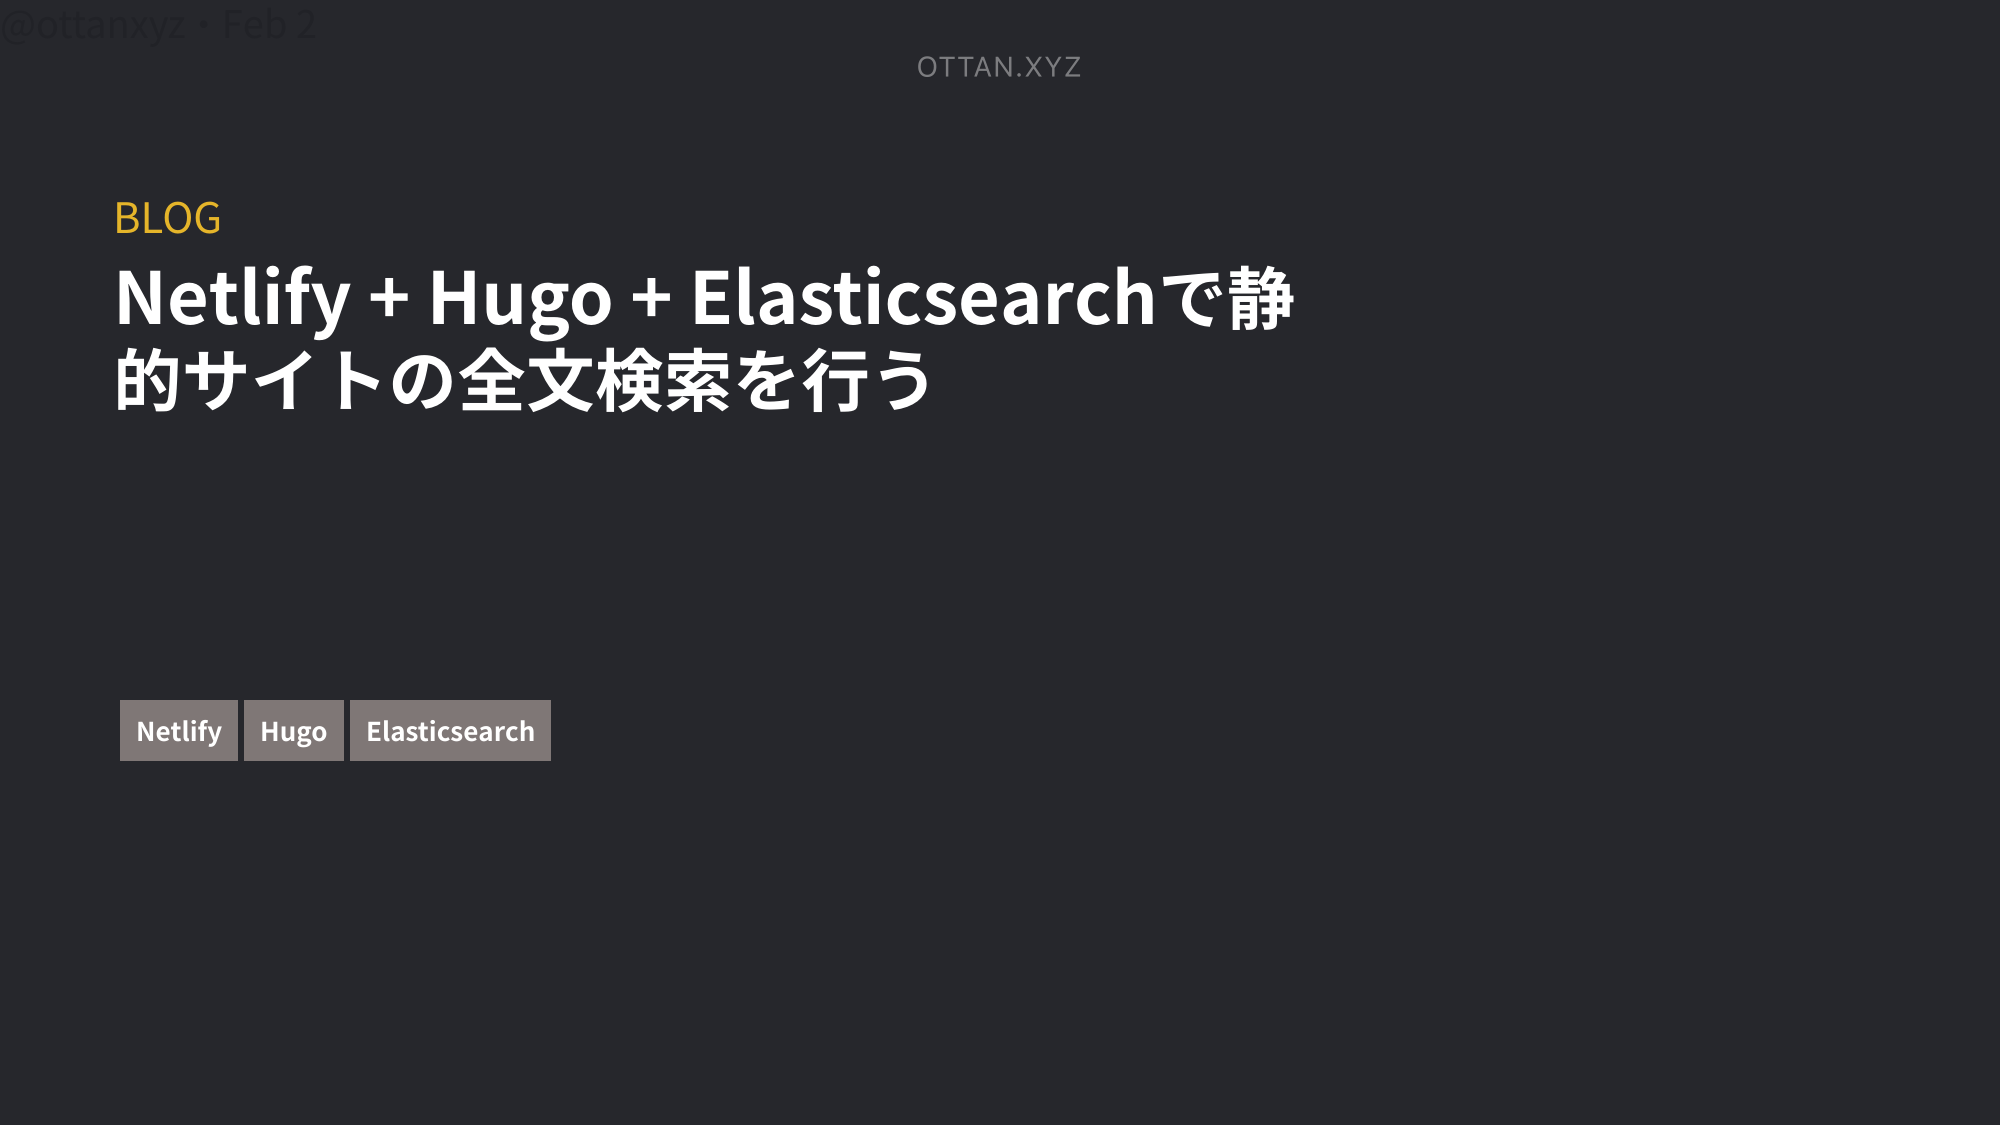 @ottanxyz・Feb 2
OTTAN.XYZ
BLOG
Netlify + Hugo + Elasticsearchで静
的サイトの全文検索を行う
Netlify
Hugo
Elasticsearch